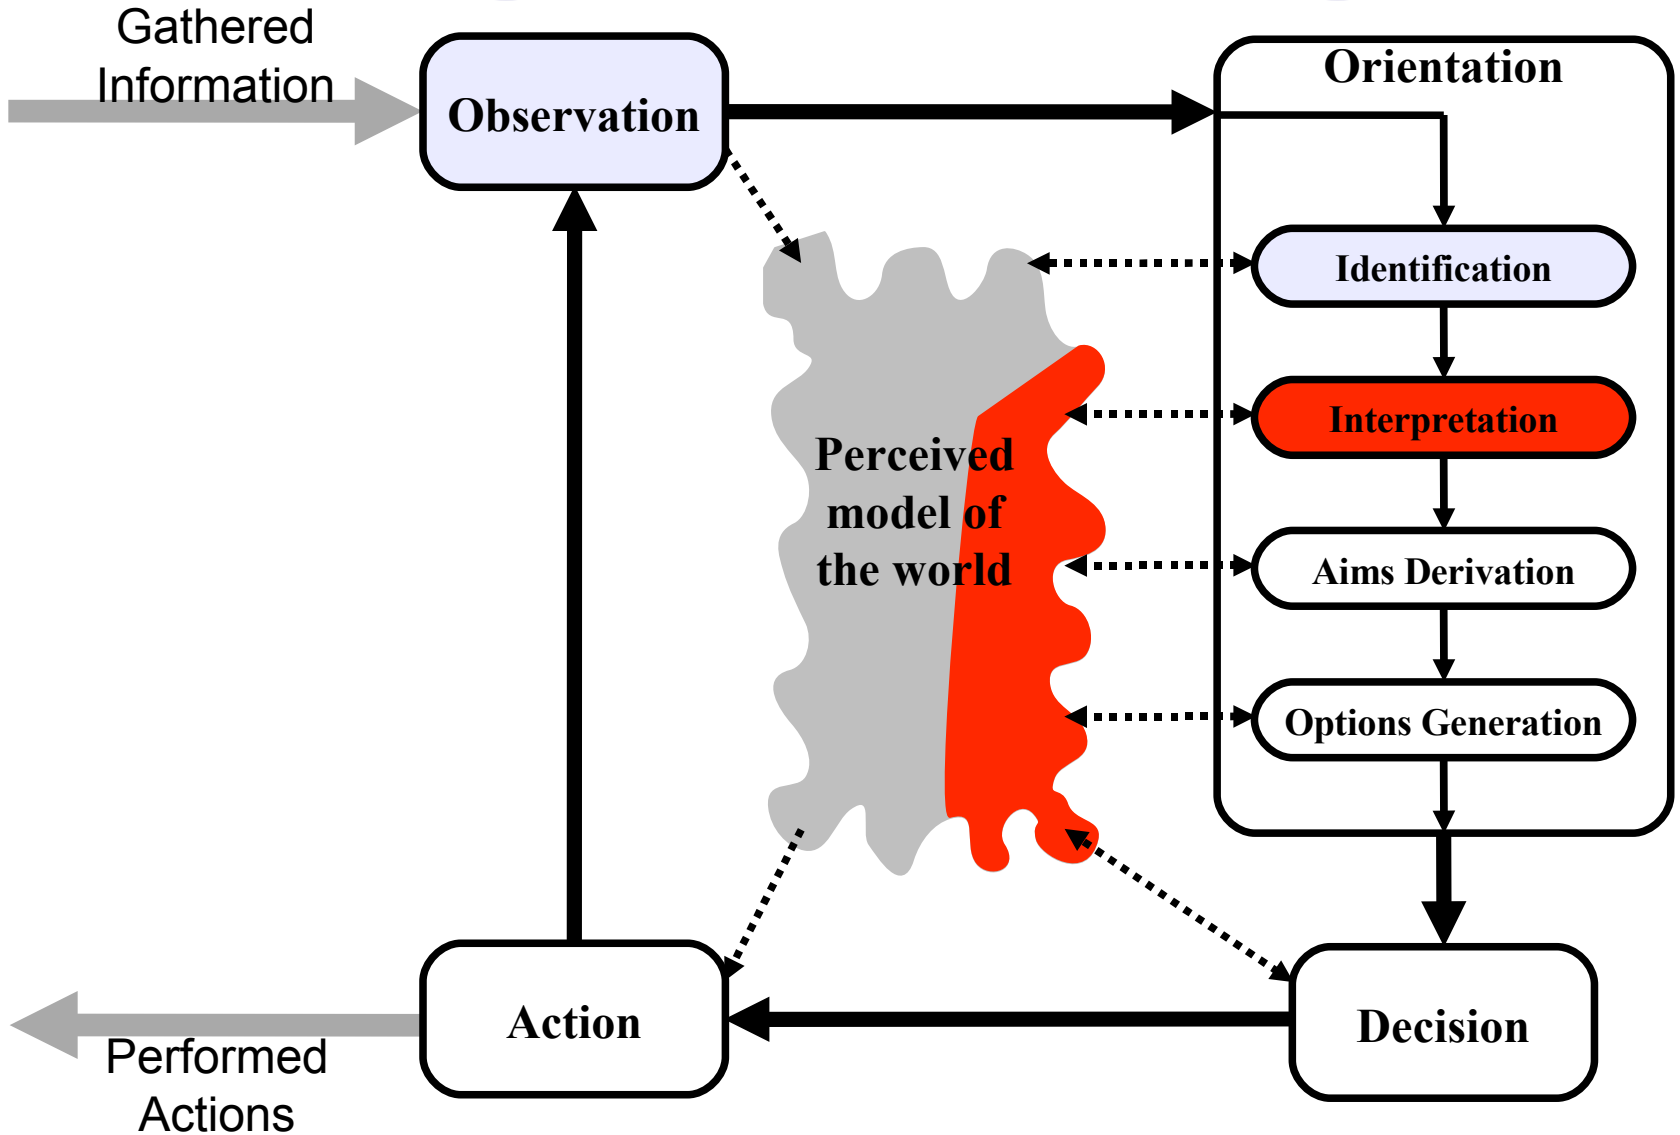 Gathered
Information
Observation
Orientation
Identification
Interpretation
Perceived
model of
the world
Aims Derivation
Options Generation
Action
Decision
Performed
Actions